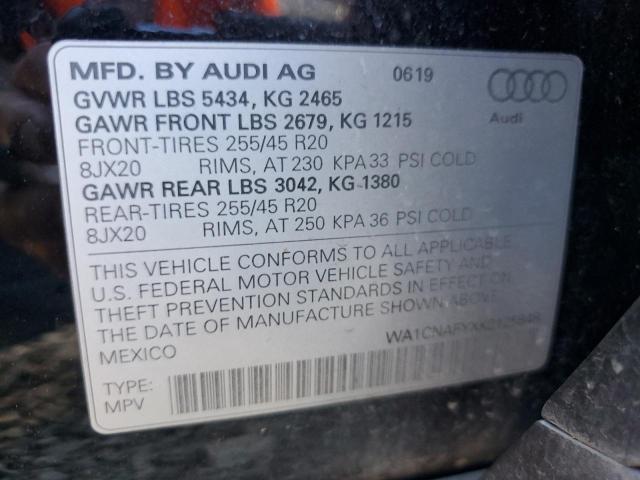 MFD. BY AUDI AG 0619
GVWR LBS 5434, KG 2465
GAWR FRONT LBS 2679, KG 1215 Audi
FRONT-TIRES 255/45 R20
8JX20 RIMS, AT 230 KPA 33 PSI COLD
GAWR REAR LBS 3042, KG 1380
REAR-TIRES 255/45 R20
8JX20 RIMS, AT 250 KPA 36 PSI COLD
THIS VEHICLE CONFORMS TO ALL APPLICABLE
U.S. FEDERAL MOTOR VEHICLE SAFETY AND
THEFT PREVENTION STANDARDS IN EFFECT ON
THE DATE OF MANUFACTURE SHOWN ABOVE.
MEXICO
TYPE:
MPV